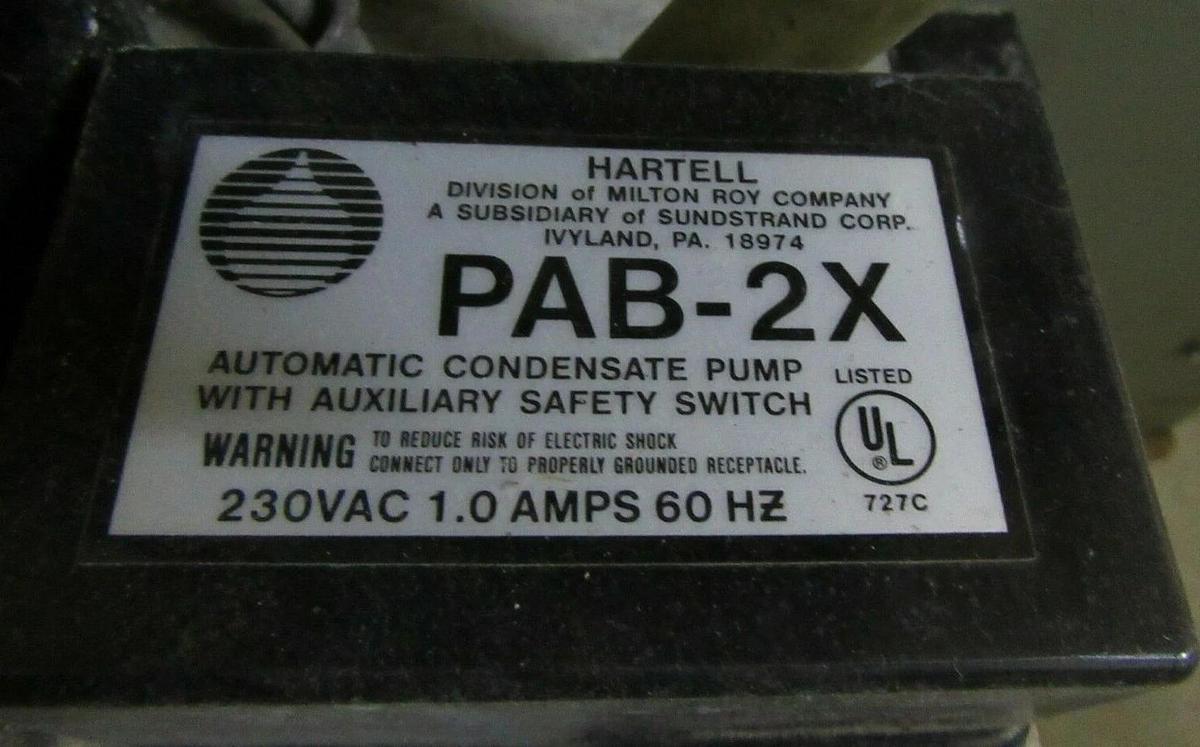 HARTELL
DIVISION of MILTON ROY COMPANY
A SUBSIDIARY of SUNDSTRAND CORP.
IVYLAND, PA. 18974
PAB-2X
AUTOMATIC CONDENSATE PUMP
WITH AUXILIARY SAFETY SWITCH
LISTED
UL
®
727C
WARNING TO REDUCE RISK OF ELECTRIC SHOCK
CONNECT ONLY TO PROPERLY GROUNDED RECEPTACLE.
230VAC 1.0 AMPS 60 HZ